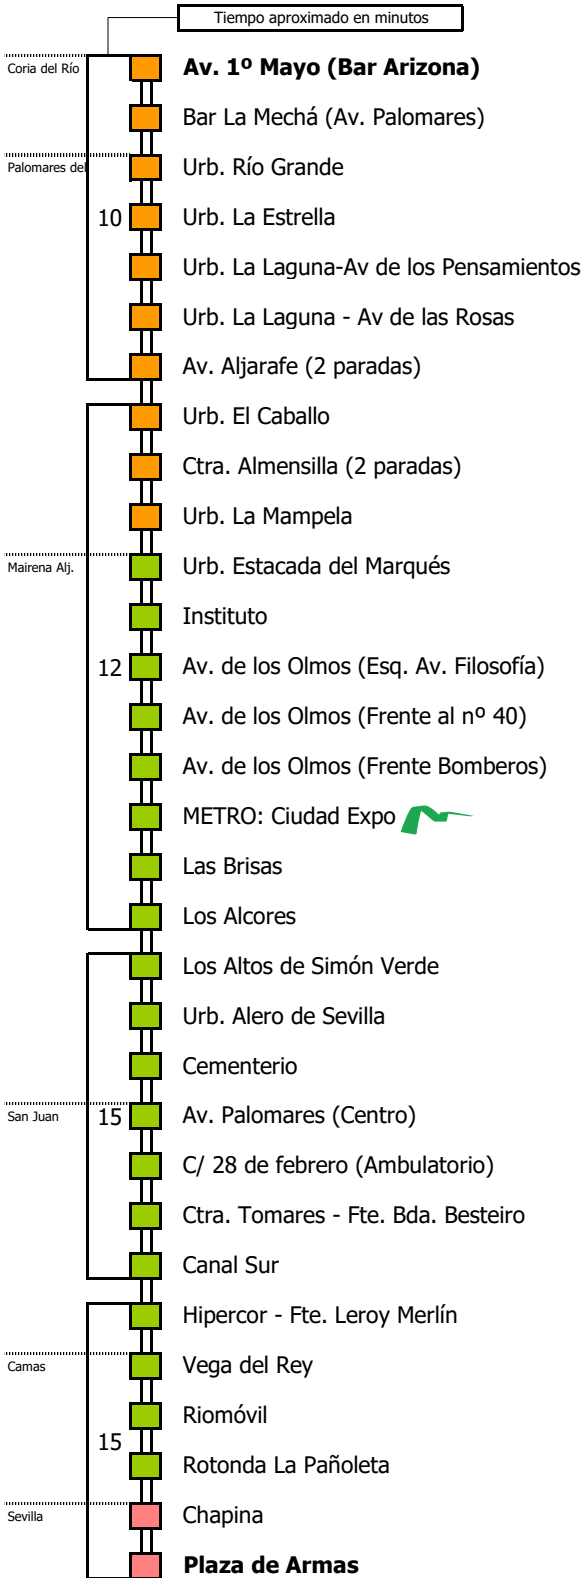 Tiempo aproximado en minutos
Coria del Río
Av. 1º Mayo (Bar Arizona)
Bar La Mechá (Av. Palomares)
Palomares del
Urb. Río Grande
10
Urb. La Estrella
Urb. La Laguna-Av de los Pensamientos
Urb. La Laguna - Av de las Rosas
Av. Aljarafe (2 paradas)
Urb. El Caballo
Ctra. Almensilla (2 paradas)
Urb. La Mampela
Mairena Alj.
Urb. Estacada del Marqués
Instituto
12
Av. de los Olmos (Esq. Av. Filosofía)
Av. de los Olmos (Frente al nº 40)
Av. de los Olmos (Frente Bomberos)
METRO: Ciudad Expo
Las Brisas
Los Alcores
Los Altos de Simón Verde
Urb. Alero de Sevilla
Cementerio
San Juan
15
Av. Palomares (Centro)
C/ 28 de febrero (Ambulatorio)
Ctra. Tomares - Fte. Bda. Besteiro
Canal Sur
Hipercor - Fte. Leroy Merlín
Camas
Vega del Rey
Riomóvil
15
Rotonda La Pañoleta
Sevilla
Chapina
Plaza de Armas